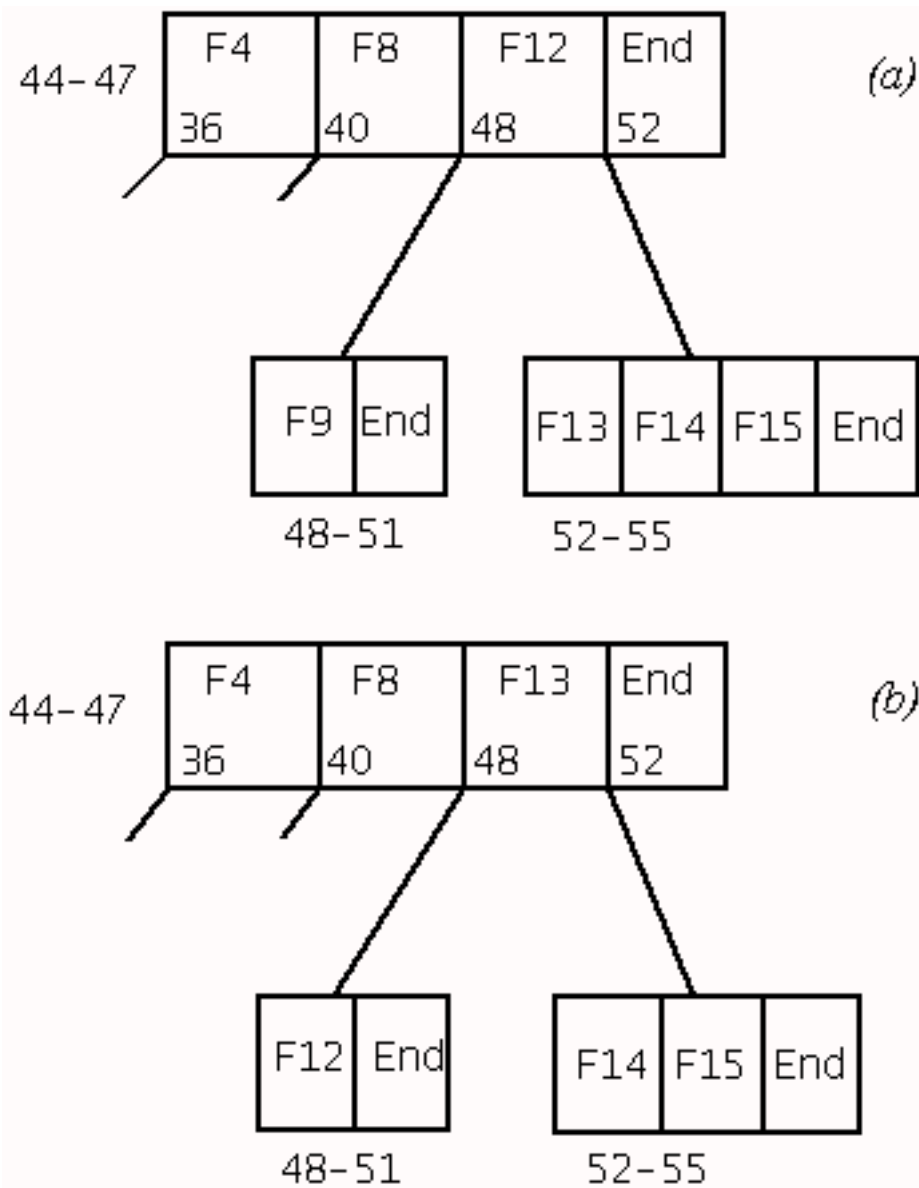 F4 F8 F12 End
44-47 (a)
36 40 48 52
F9 End F13 F14 F15 End
48-51 52-55
F4 F8 F13 End
44-47 (b)
36 40 48 52
F12 End F14 F15 End
48-51 52-55